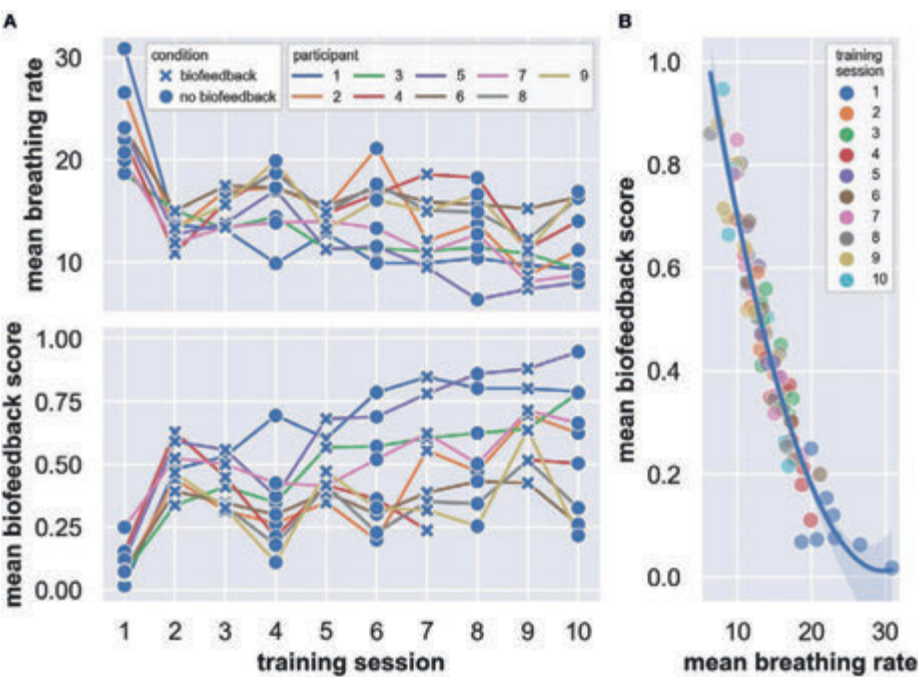 A
mean breathing rate
30
20
10
condition
biofeedback
no biofeedback
participant
1 3 5 7 9
2 4 6 8
mean biofeedback score
1.00
0.75
0.50
0.25
0.00
1 2 3 4 5 6 7 8 9 10
training session
B
mean biofeedback score
1.0
0.8
0.6
0.4
0.2
0.0
training
session
1
2
3
4
5
6
7
8
9
10
10 20 30
mean breathing rate